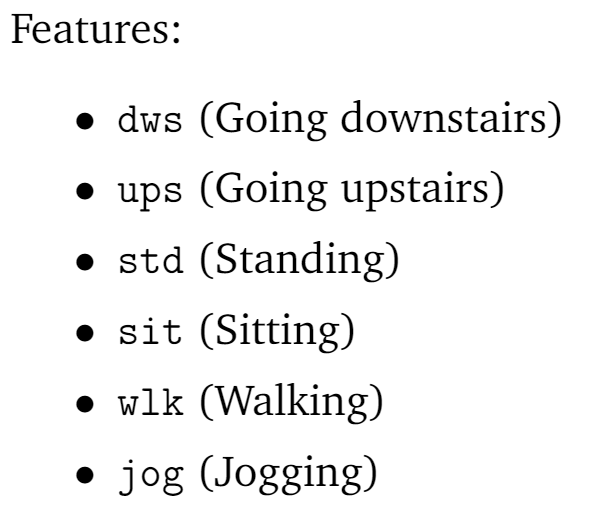 Features:
• dws (Going downstairs)
• ups (Going upstairs)
• std (Standing)
• sit (Sitting)
• wlk (Walking)
• jog (Jogging)